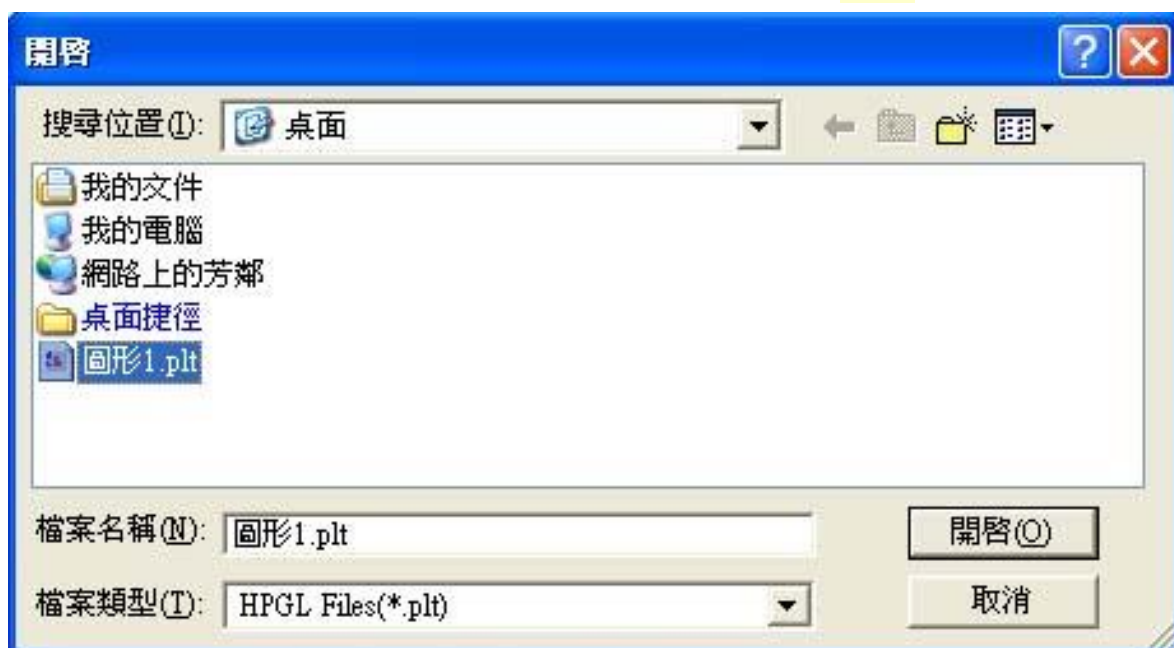 開啓
搜尋位置(I): 桌面
我的文件
我的電腦
網路上的芳鄰
桌面捷徑
圖形1.plt
檔案名稱(N): 圖形1.plt 開啓(O)
檔案類型(T): HPGL Files(*.plt) 取消